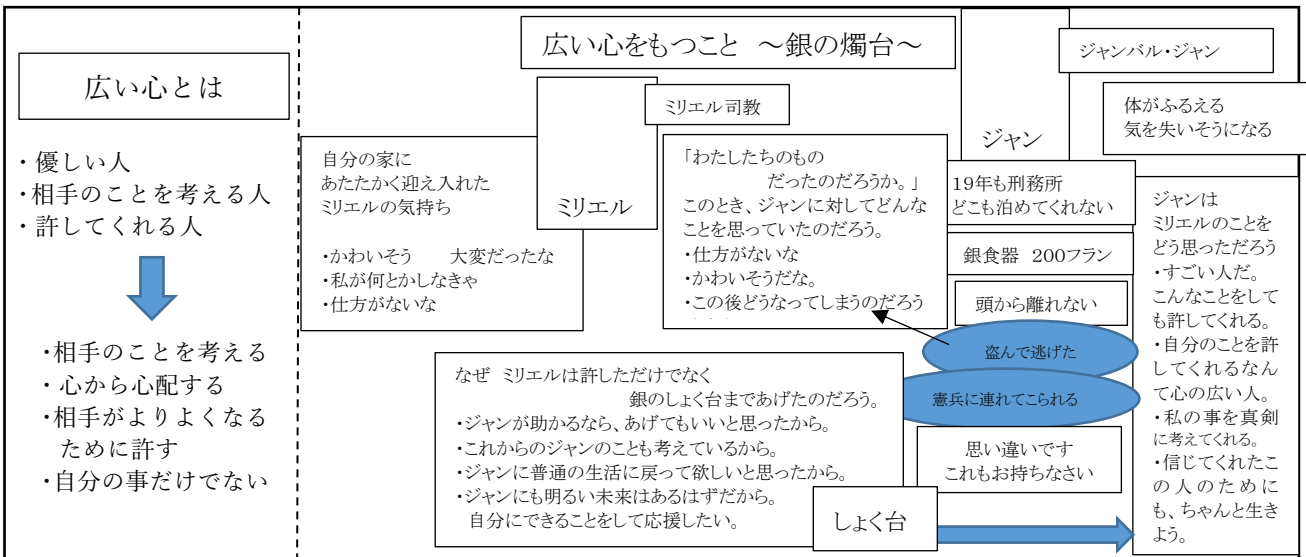 広い心とは
・優しい人
・相手のことを考える人
・許してくれる人
・相手のことを考える
・心から心配する
・相手がよりよくなる
ために許す
・自分の事だけでない
広い心をもつこと ～銀の燭台～
自分の家に
あたたかく迎え入れた
ミリエルの気持ち
・かわいそう 大変だったな
・私が何とかしなきゃ
・仕方がないな
ミリエル
ミリエル司教
「わたしたちのもの
だったのだろうか。」
このとき、ジャンに対してどんな
ことを思っていたのだろう。
・仕方がないな
・かわいそうだな。
・この後どうなってしまうのだろう
ジャン
ジャンバル・ジャン
体がふるえる
気を失いそうになる
19年も刑務所
どこも泊めてくれない
銀食器 200フラン
頭から離れない
盗んで逃げた
憲兵に連れてこられる
思い違いです
これもお持ちなさい
なぜ ミリエルは許しただけでなく
銀のしょく台まであげたのだろう。
・ジャンが助かるなら、あげてもいいと思ったから。
・これからのジャンのことも考えているから。
・ジャンに普通の生活に戻って欲しいと思ったから。
・ジャンにも明るい未来はあるはずだから。
自分にできることをして応援したい。
しょく台
ジャンは
ミリエルのことを
どう思っただろう
・すごい人だ。
こんなことをして
も許してくれる。
・自分のことを許
してくれるなん
て心の広い人。
・私の事を真剣
に考えてくれる。
・信じてくれたこ
の人のために
も、ちゃんと生き
よう。